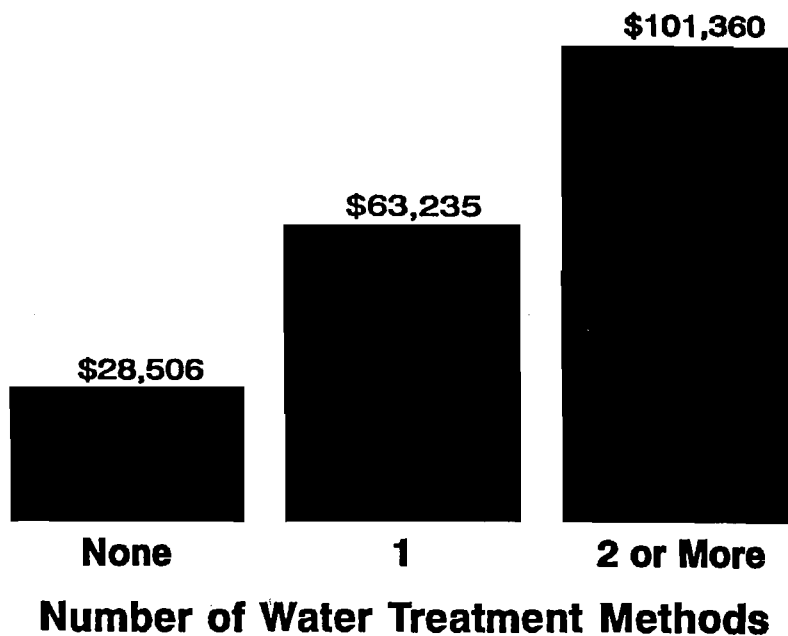 $101,360
$63,235
$28,506
None 1 2 or More
Number of Water Treatment Methods